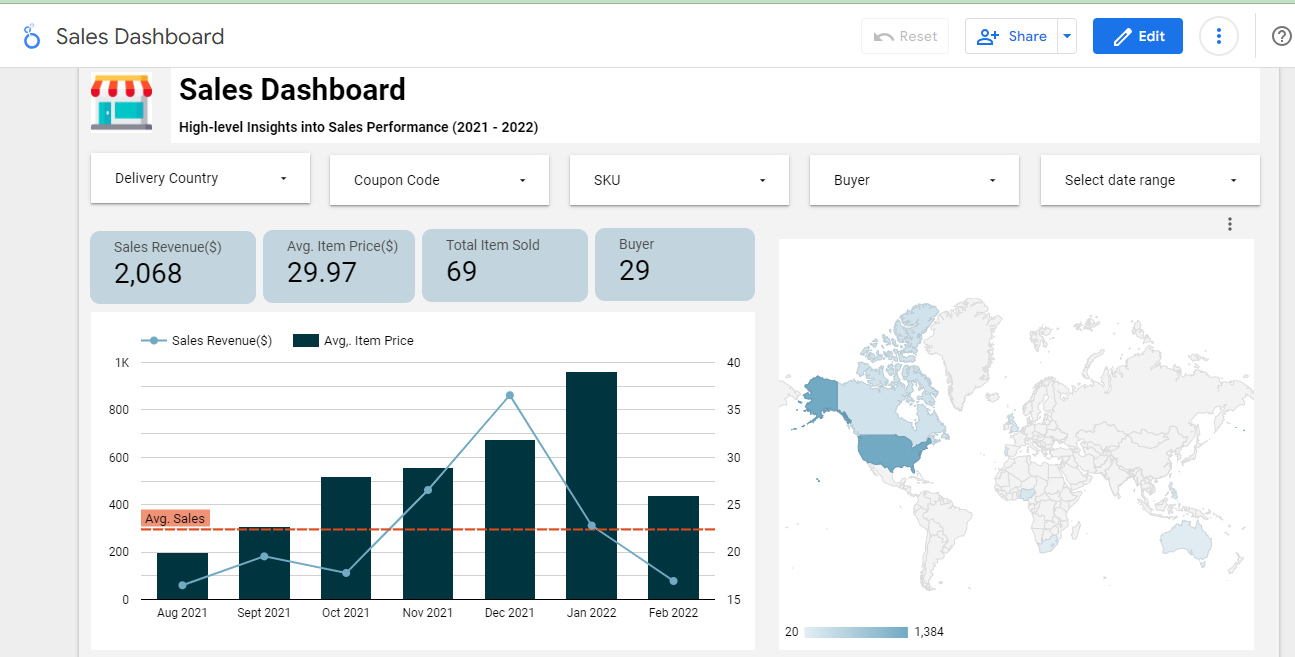 Sales Dashboard
Reset
Share
Edit
Sales Dashboard
High-level Insights into Sales Performance (2021 - 2022)
Delivery Country
Coupon Code
SKU
Buyer
Select date range
Sales Revenue($)
2,068
Avg. Item Price($)
29.97
Total Item Sold
69
Buyer
29
Sales Revenue($)
Avg,. Item Price
1K
800
600
400
200
0
40
35
30
25
20
15
Avg. Sales
Aug 2021
Sept 2021
Oct 2021
Nov 2021
Dec 2021
Jan 2022
Feb 2022
20
1,384